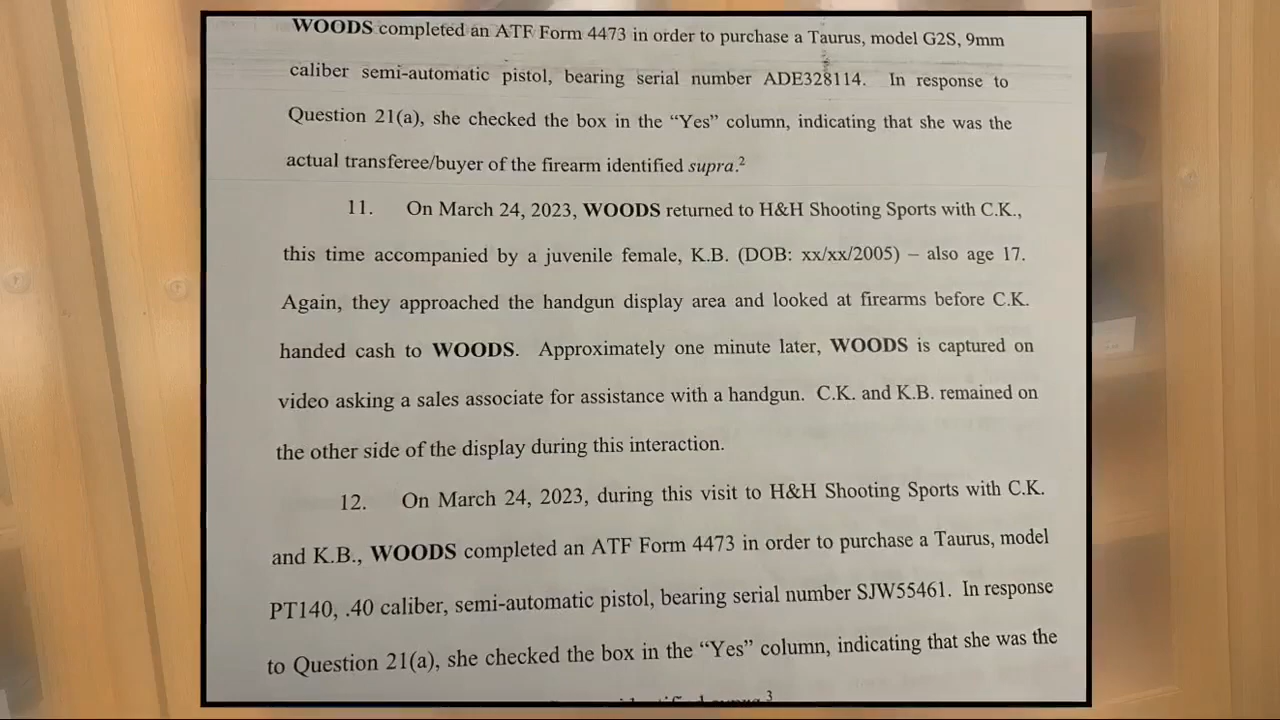 WOODS completed an ATF Form 4473 in order to purchase a Taurus, model G2S, 9mm
caliber semi-automatic pistol, bearing serial number ADE328114. In response to
Question 21(a), she checked the box in the “Yes” column, indicating that she was the
actual transferee/buyer of the firearm identified supra.2
11. On March 24, 2023, WOODS returned to H&H Shooting Sports with C.K.,
this time accompanied by a juvenile female, K.B. (DOB: xx/xx/2005) – also age 17.
Again, they approached the handgun display area and looked at firearms before C.K.
handed cash to WOODS. Approximately one minute later, WOODS is captured on
video asking a sales associate for assistance with a handgun. C.K. and K.B. remained on
the other side of the display during this interaction.
12. On March 24, 2023, during this visit to H&H Shooting Sports with C.K.
and K.B., WOODS completed an ATF Form 4473 in order to purchase a Taurus, model
PT140, .40 caliber, semi-automatic pistol, bearing serial number SJW55461. In response
to Question 21(a), she checked the box in the “Yes” column, indicating that she was the
3